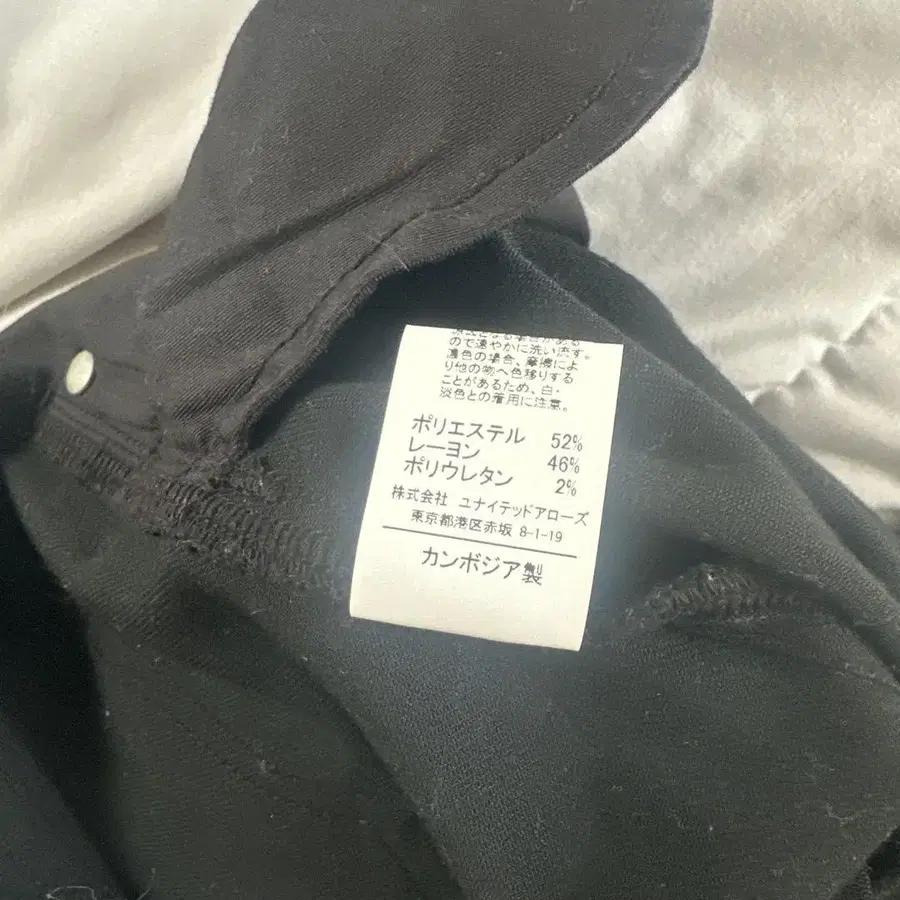 ので速やかに洗い流す。
濃色の場合、摩擦によ
り他の物へ色移りする
ことがあるため、白・
淡色との着用に注意。
ポリエステル 52%
レーヨン 46%
ポリウレタン 2%
株式会社 ユナイテッドアローズ
東京都港区赤坂 8-1-19
カンボジア製